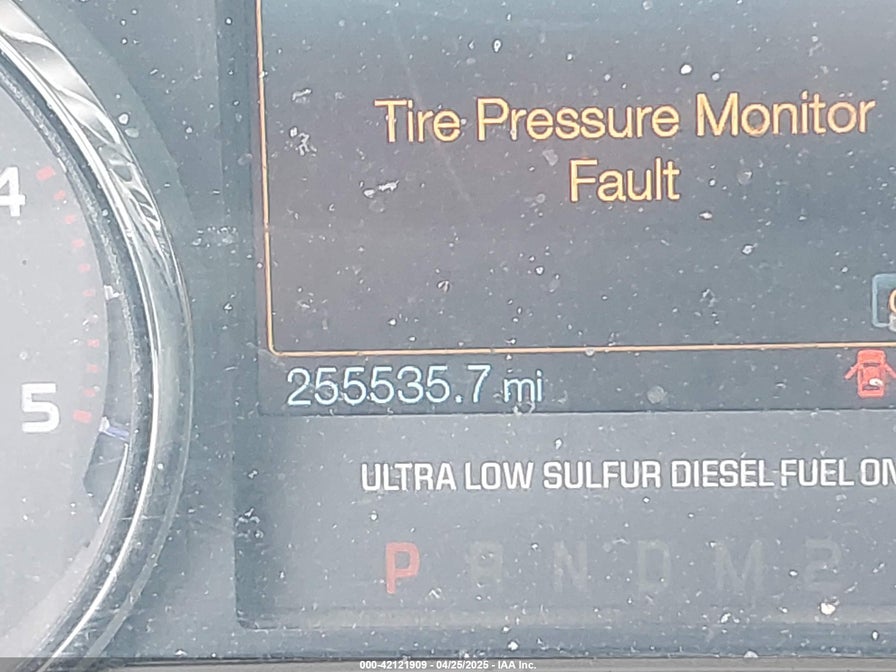 Tire Pressure Monitor
Fault
4
5
255535.7 mi
ULTRA LOW SULFUR DIESEL FUEL
P R N D M 2
000-42121909 - 04/25/2025 - IAA Inc.